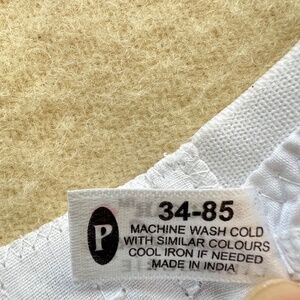 P
34-85
MACHINE WASH COLD
WITH SIMILAR COLOURS
COOL IRON IF NEEDED
MADE IN INDIA